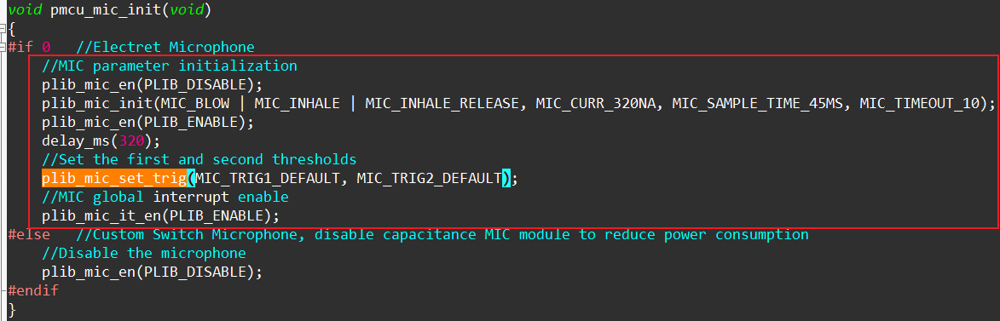 void pmcu_mic_init(void)
{
#if 0   //Electret Microphone
    //MIC parameter initialization
    plib_mic_en(PLIB_DISABLE);
    plib_mic_init(MIC_BLOW | MIC_INHALE | MIC_INHALE_RELEASE, MIC_CURR_320NA, MIC_SAMPLE_TIME_45MS, MIC_TIMEOUT_10);
    plib_mic_en(PLIB_ENABLE);
    delay_ms(320);
    //Set the first and second thresholds
    plib_mic_set_trig(MIC_TRIG1_DEFAULT, MIC_TRIG2_DEFAULT);
    //MIC global interrupt enable
    plib_mic_it_en(PLIB_ENABLE);
#else   //Custom Switch Microphone, disable capacitance MIC module to reduce power consumption
    //Disable the microphone
    plib_mic_en(PLIB_DISABLE);
#endif
}